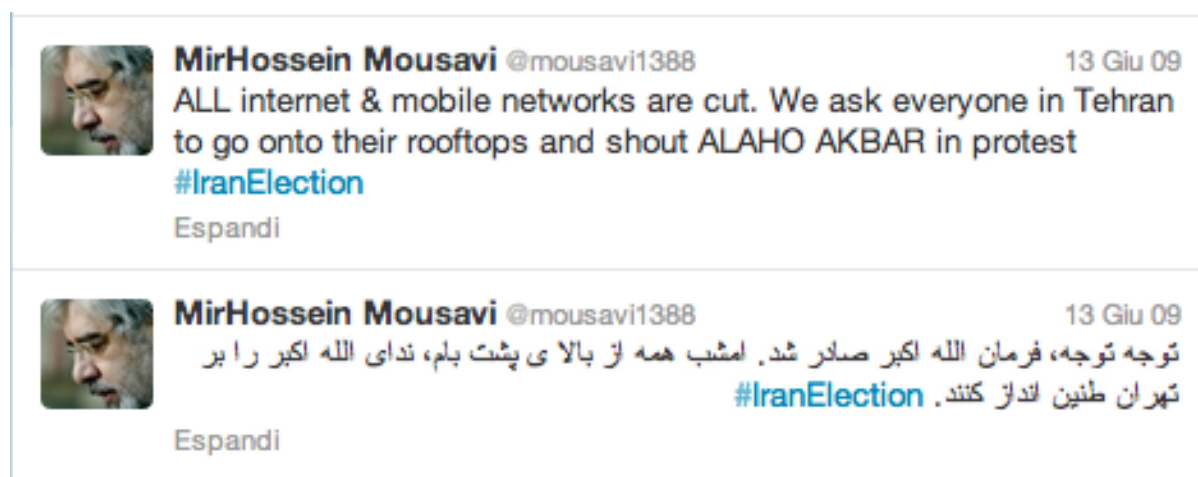 MirHossein Mousavi @mousavi1388 13 Giu 09
ALL internet & mobile networks are cut. We ask everyone in Tehran
to go onto their rooftops and shout ALAHO AKBAR in protest
#IranElection
Espandi
MirHossein Mousavi @mousavi1388 13 Giu 09
توجه توجه، فرمان الله اکبر صادر شد. امشب همه از بالا ی پشت بام، ندای الله اکبر را بر
تهران طنین انداز کنند. #IranElection
Espandi